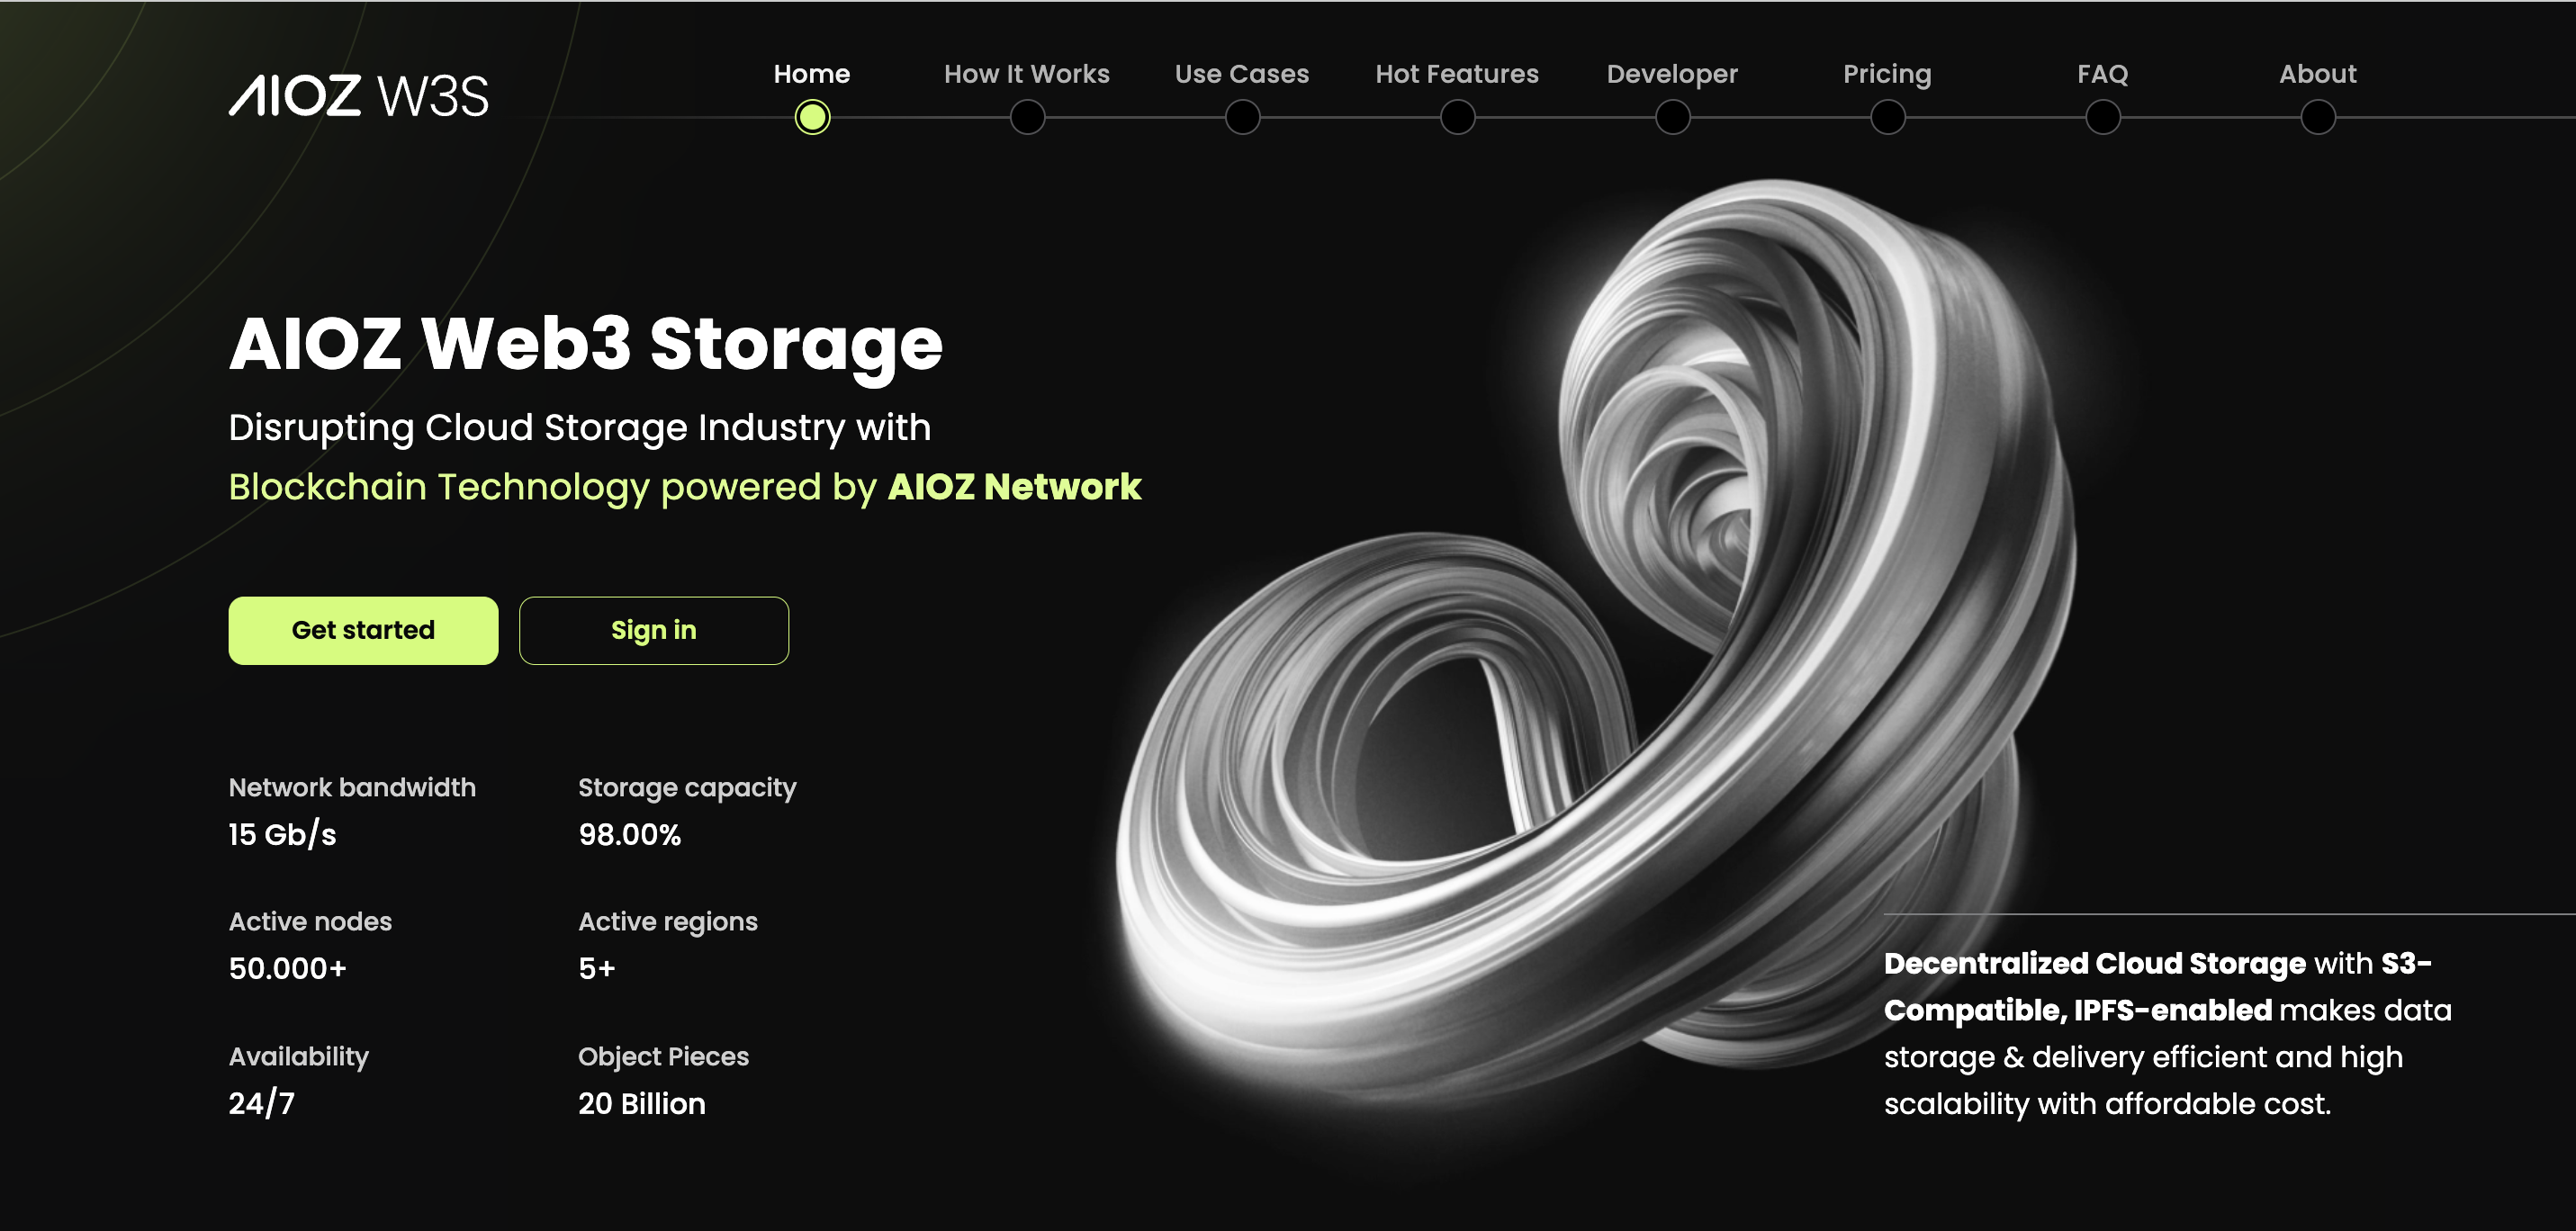 AIOZ W3S
Home
How It Works
Use Cases
Hot Features
Developer
Pricing
FAQ
About
AIOZ Web3 Storage
Disrupting Cloud Storage Industry with
Blockchain Technology powered by AIOZ Network
Get started
Sign in
Network bandwidth
15 Gb/s
Storage capacity
98.00%
Active nodes
50.000+
Active regions
5+
Availability
24/7
Object Pieces
20 Billion
Decentralized Cloud Storage with S3-
Compatible, IPFS-enabled makes data
storage & delivery efficient and high
scalability with affordable cost.